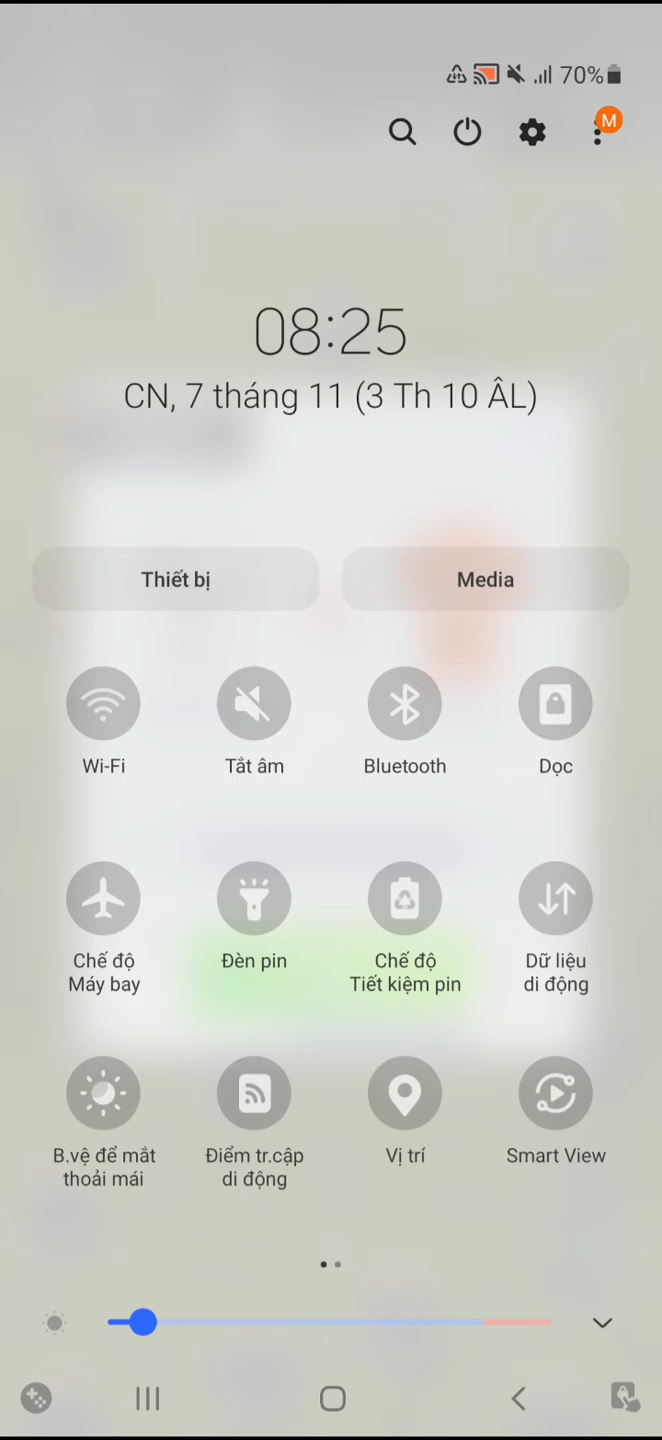 70%
M
08:25
CN, 7 tháng 11 (3 Th 10 ÂL)
Thiết bị
Media
Wi-Fi
Tắt âm
Bluetooth
Dọc
Chế độ
Máy bay
Đèn pin
Chế độ
Tiết kiệm pin
Dữ liệu
di động
B.vệ để mắt
thoải mái
Điểm tr.cập
di động
Vị trí
Smart View